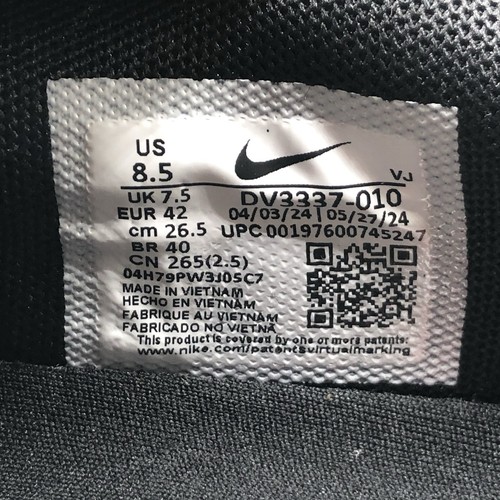 US
8.5
VJ
UK 7.5
DV3337-010
EUR 42
04/03/24 | 05/27/24
cm 26.5
UPC 00197600745247
BR 40
CN 265(2.5)
04H79PW3J05C7
MADE IN VIETNAM
HECHO EN VIETNAM
FABRIQUE AU VIETNAM
FABRICADO NO VIETNÃ
This product is covered by one or more patents:
www.nike.com/patentsvirtualmarking